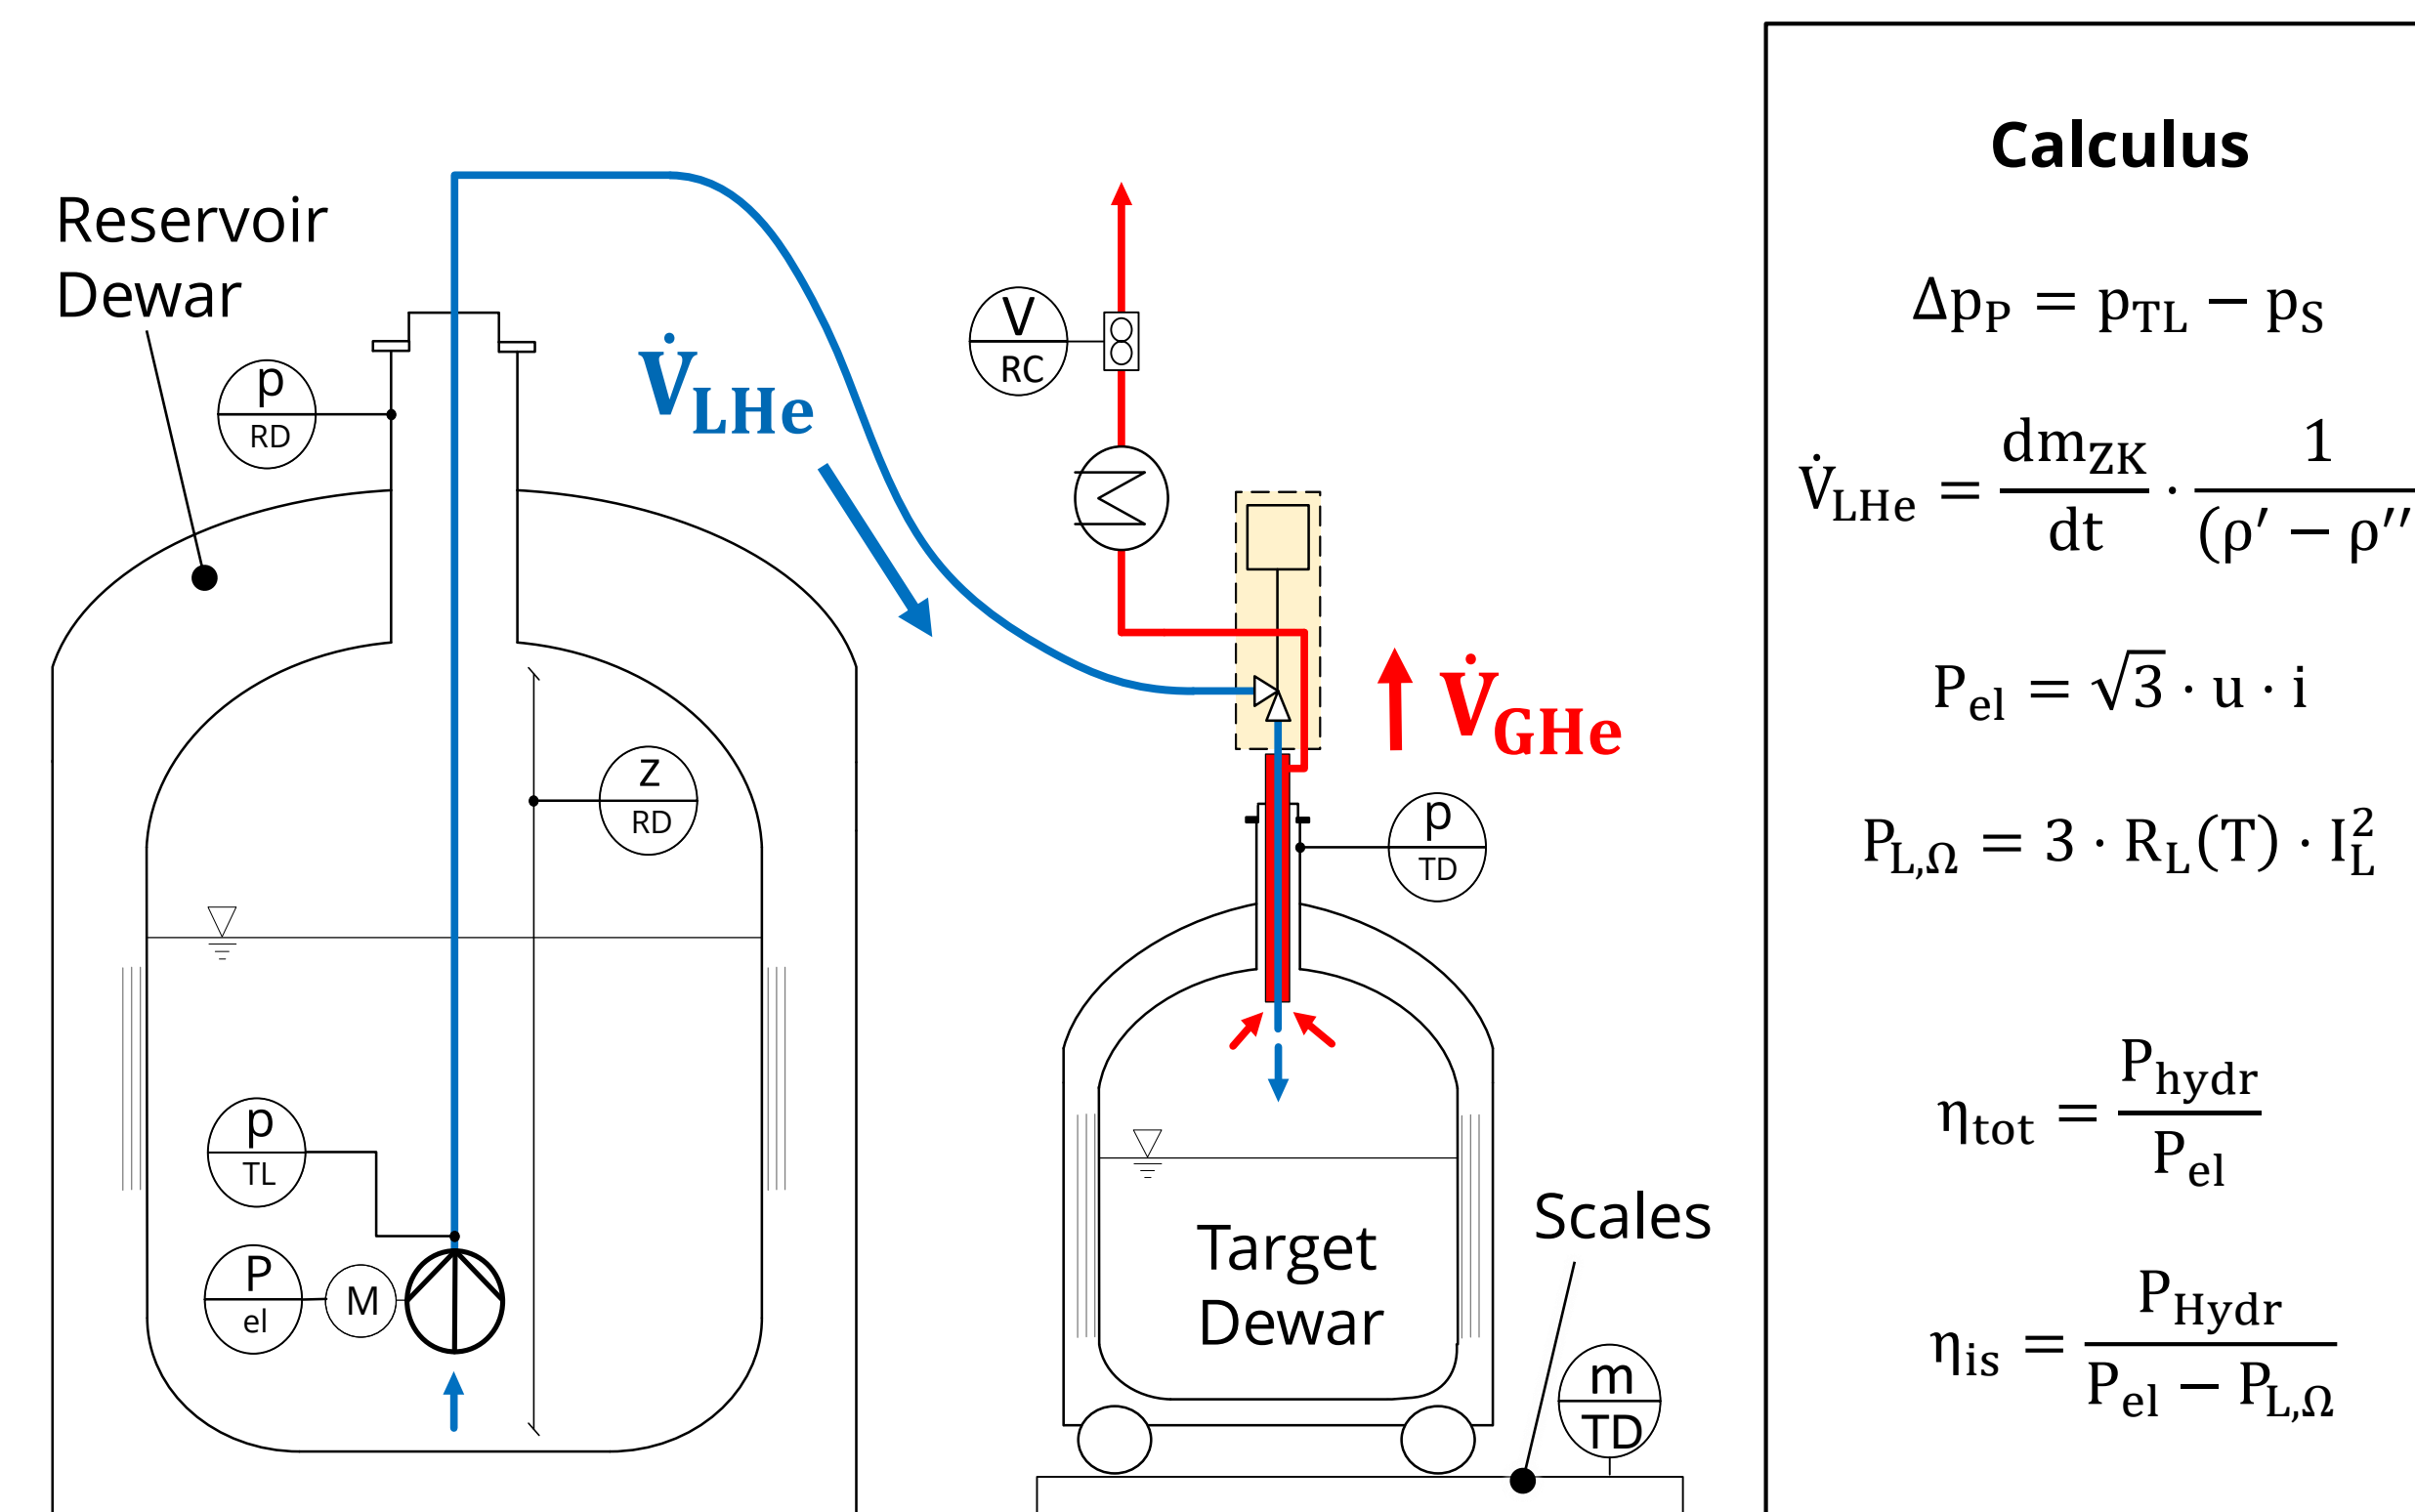 Reservoir
Dewar
p
RD
V̇LHe
V
RC
V̇GHe
z
RD
p
TD
p
TL
P
el
M
Target
Dewar
Scales
m
TD
Calculus
ΔpP = pTL − pS
V̇LHe = dmZK/dt · 1/(ρ′ − ρ′′
Pel = √3 · u · i
PL,Ω = 3 · RL(T) · IL²
ηtot = Phydr/Pel
ηis = PHydr/(Pel − PL,Ω)